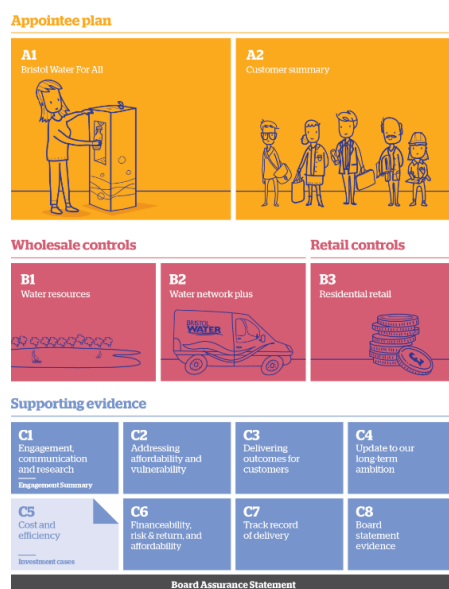 Appointee plan
A1
Bristol Water For All
A2
Customer summary
Wholesale controls
Retail controls
B1
Water resources
B2
Water network plus
BRISTOL
WATER
B3
Residential retail
£
Supporting evidence
C1
Engagement,
communication
and research
Engagement Summary
C2
Addressing
affordability and
vulnerability
C3
Delivering
outcomes for
customers
C4
Update to our
long-term
ambition
C5
Cost and
efficiency
Investment cases
C6
Financeability,
risk & return, and
affordability
C7
Track record
of delivery
C8
Board
statement
evidence
Board Assurance Statement